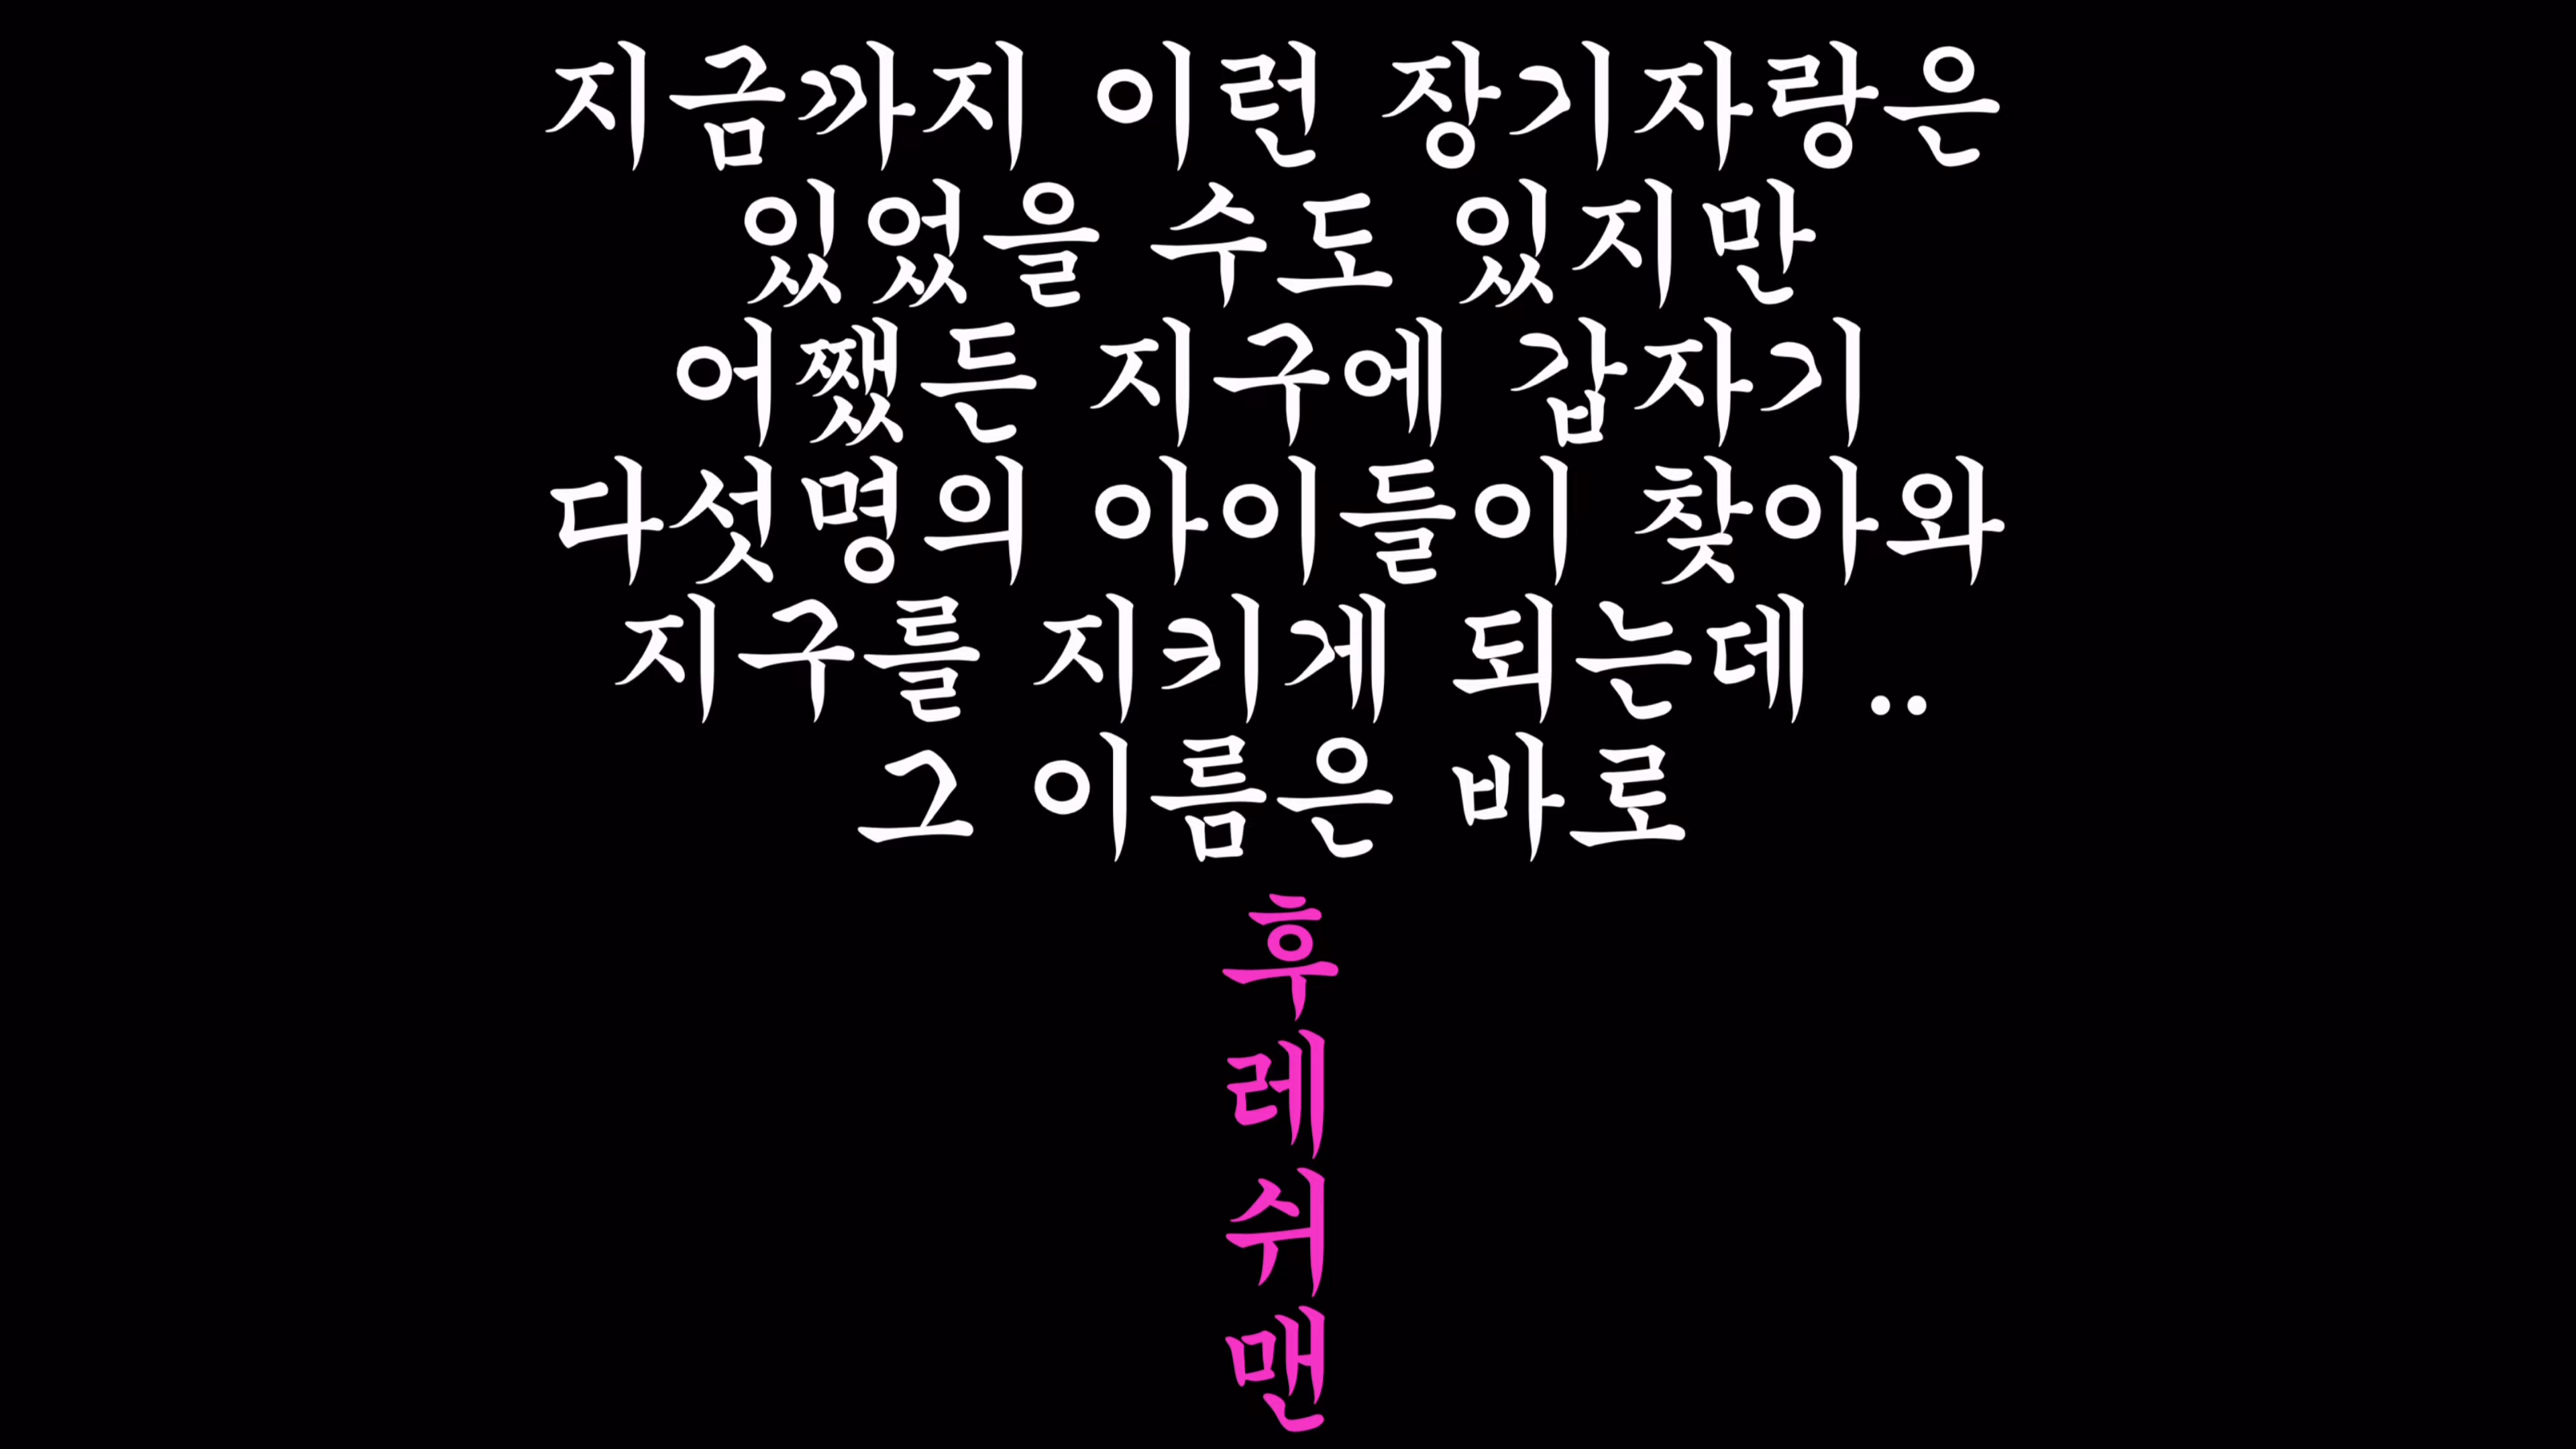 지금까지 이런 장기자랑은
있었을 수도 있지만
어쨌든 지구에 갑자기
다섯명의 아이들이 찾아와
지구를 지키게 되는데 ..
그 이름은 바로
후
레
쉬
맨